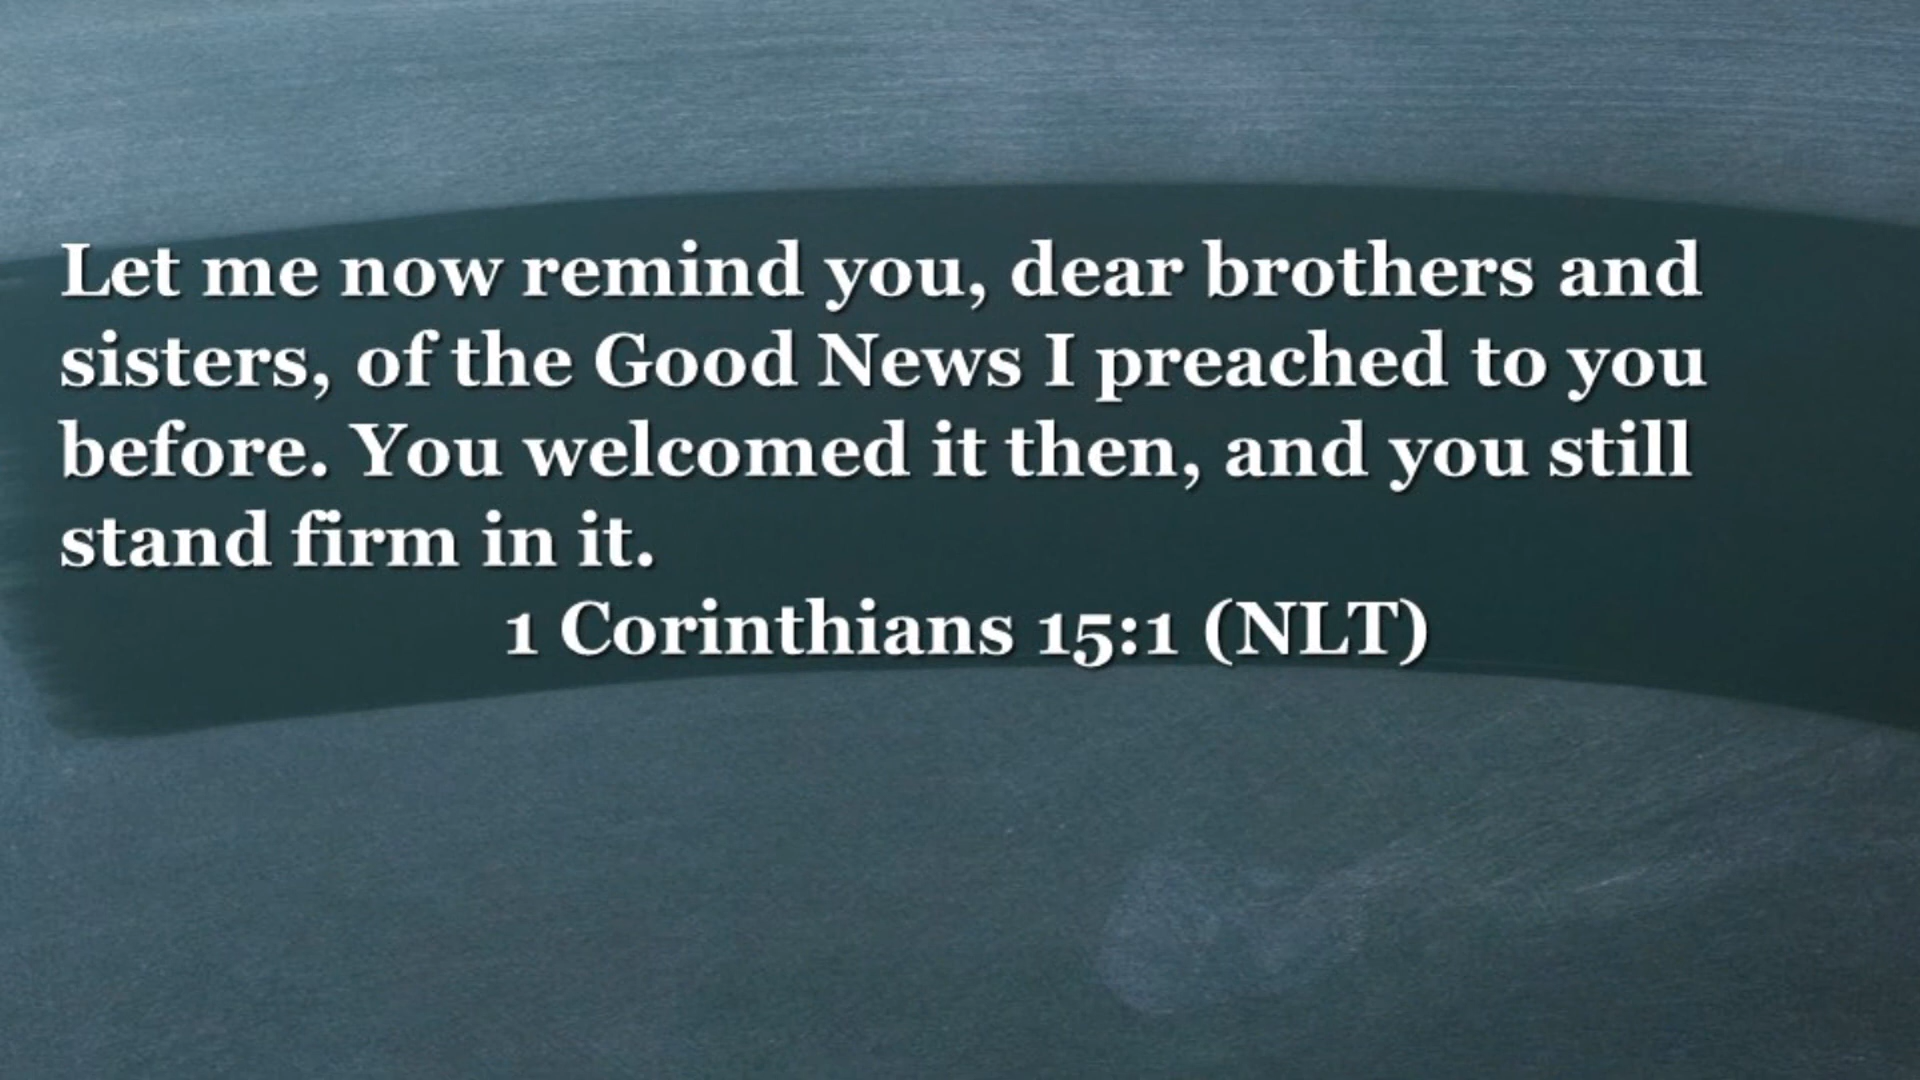 Let me now remind you, dear brothers and
sisters, of the Good News I preached to you
before. You welcomed it then, and you still
stand firm in it.
1 Corinthians 15:1 (NLT)